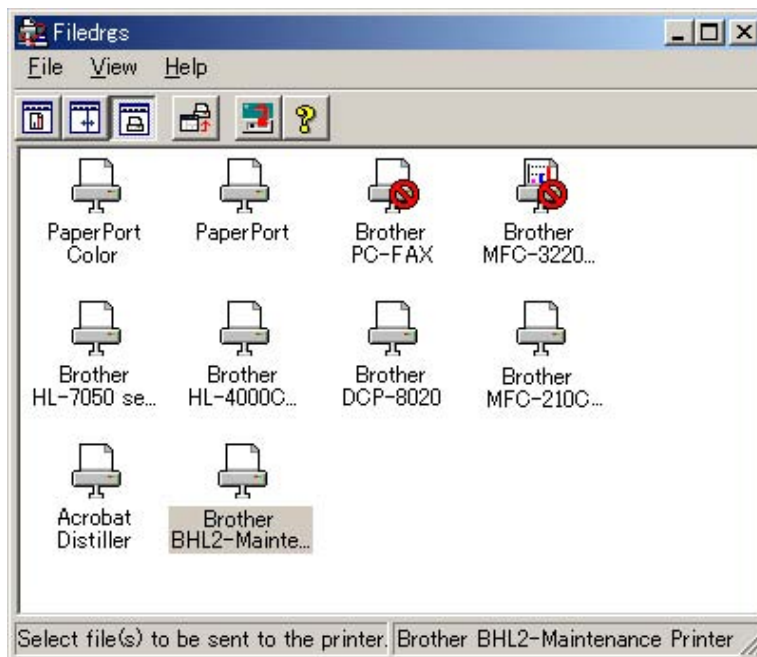 Filedrgs
File View Help
PaperPort
Color
PaperPort
Brother
PC-FAX
Brother
MFC-3220...
Brother
HL-7050 se...
Brother
HL-4000C...
Brother
DCP-8020
Brother
MFC-210C...
Acrobat
Distiller
Brother
BHL2-Mainte...
Select file(s) to be sent to the printer. Brother BHL2-Maintenance Printer